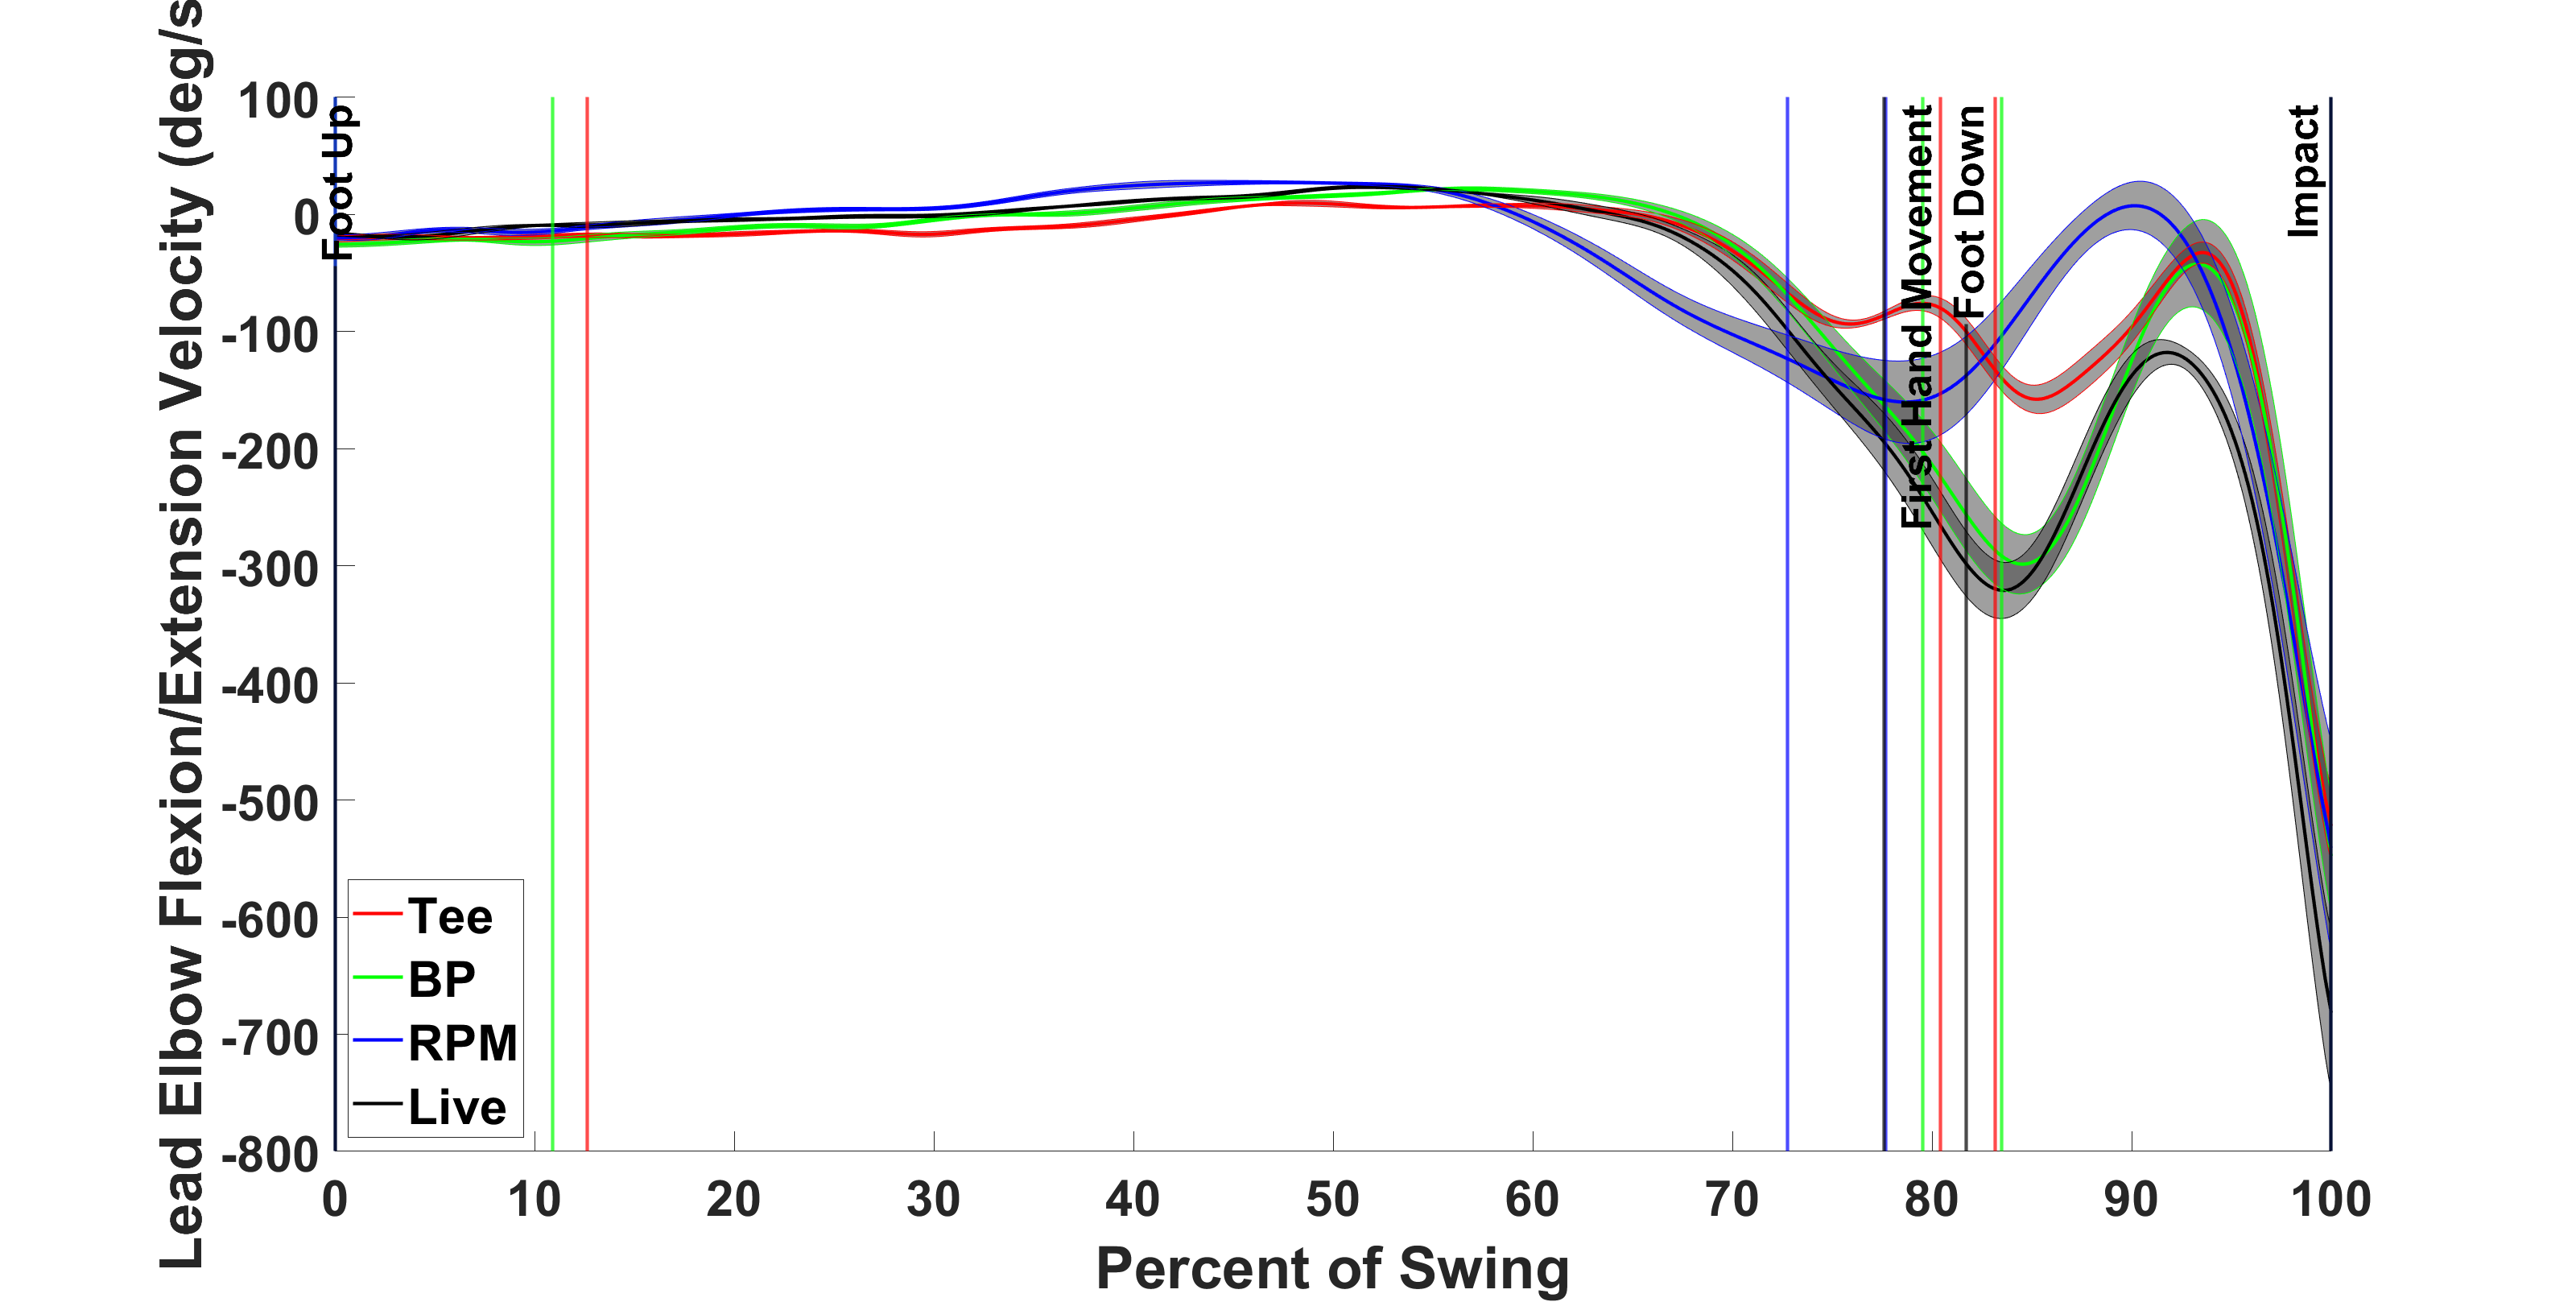 Lead Elbow Flexion/Extension Velocity (deg/s
100
0
-100
-200
-300
-400
-500
-600
-700
-800
Foot Up
First Hand Movement
Foot Down
Impact
Tee
BP
RPM
Live
0 10 20 30 40 50 60 70 80 90 100
Percent of Swing